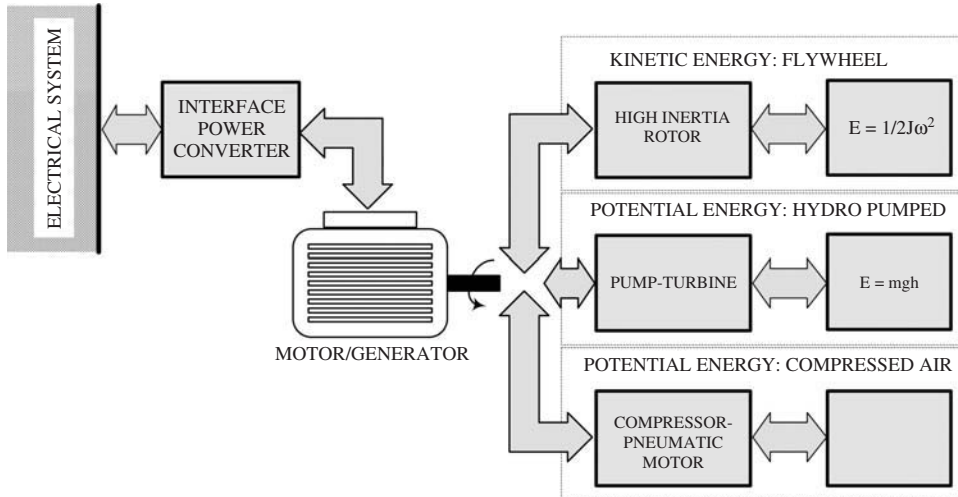 ELECTRICAL SYSTEM
INTERFACE
POWER
CONVERTER
MOTOR/GENERATOR
KINETIC ENERGY: FLYWHEEL
HIGH INERTIA
ROTOR
E = 1/2Jω²
POTENTIAL ENERGY: HYDRO PUMPED
PUMP-TURBINE
E = mgh
POTENTIAL ENERGY: COMPRESSED AIR
COMPRESSOR-
PNEUMATIC
MOTOR